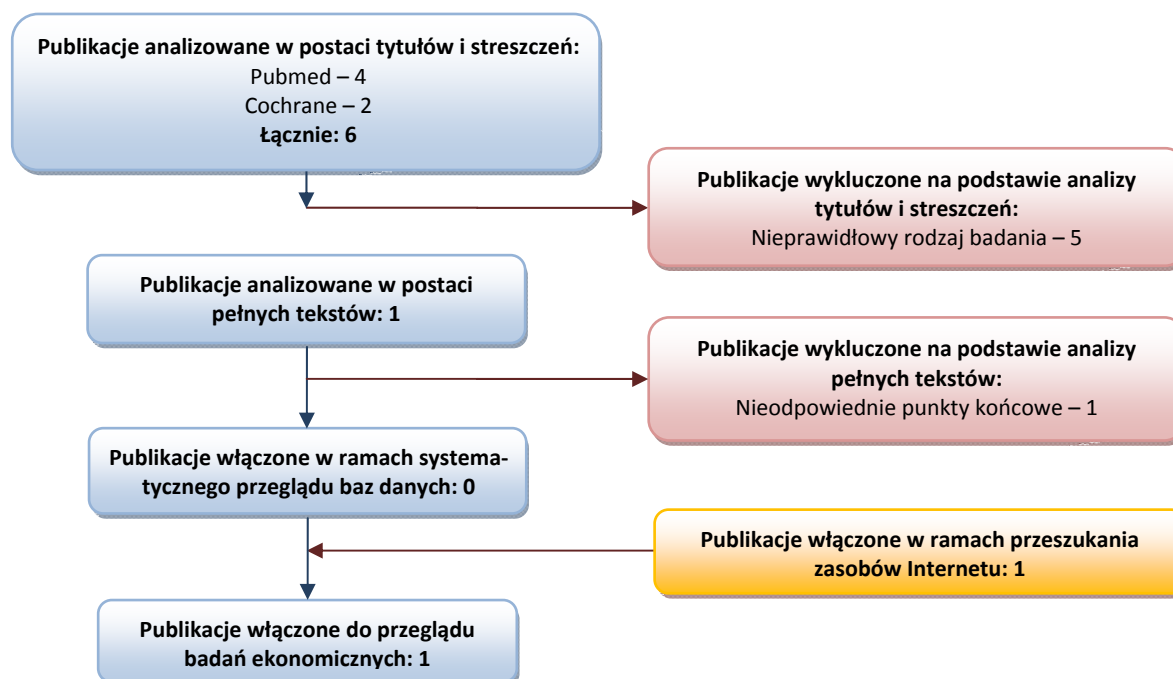 Publikacje analizowane w postaci tytułów i streszczeń:
Pubmed – 4
Cochrane – 2
Łącznie: 6
Publikacje wykluczone na podstawie analizy
tytułów i streszczeń:
Nieprawidłowy rodzaj badania – 5
Publikacje analizowane w postaci
pełnych tekstów: 1
Publikacje wykluczone na podstawie analizy
pełnych tekstów:
Nieodpowiednie punkty końcowe – 1
Publikacje włączone w ramach systema-
tycznego przeglądu baz danych: 0
Publikacje włączone w ramach przeszukania
zasobów Internetu: 1
Publikacje włączone do przeglądu
badań ekonomicznych: 1